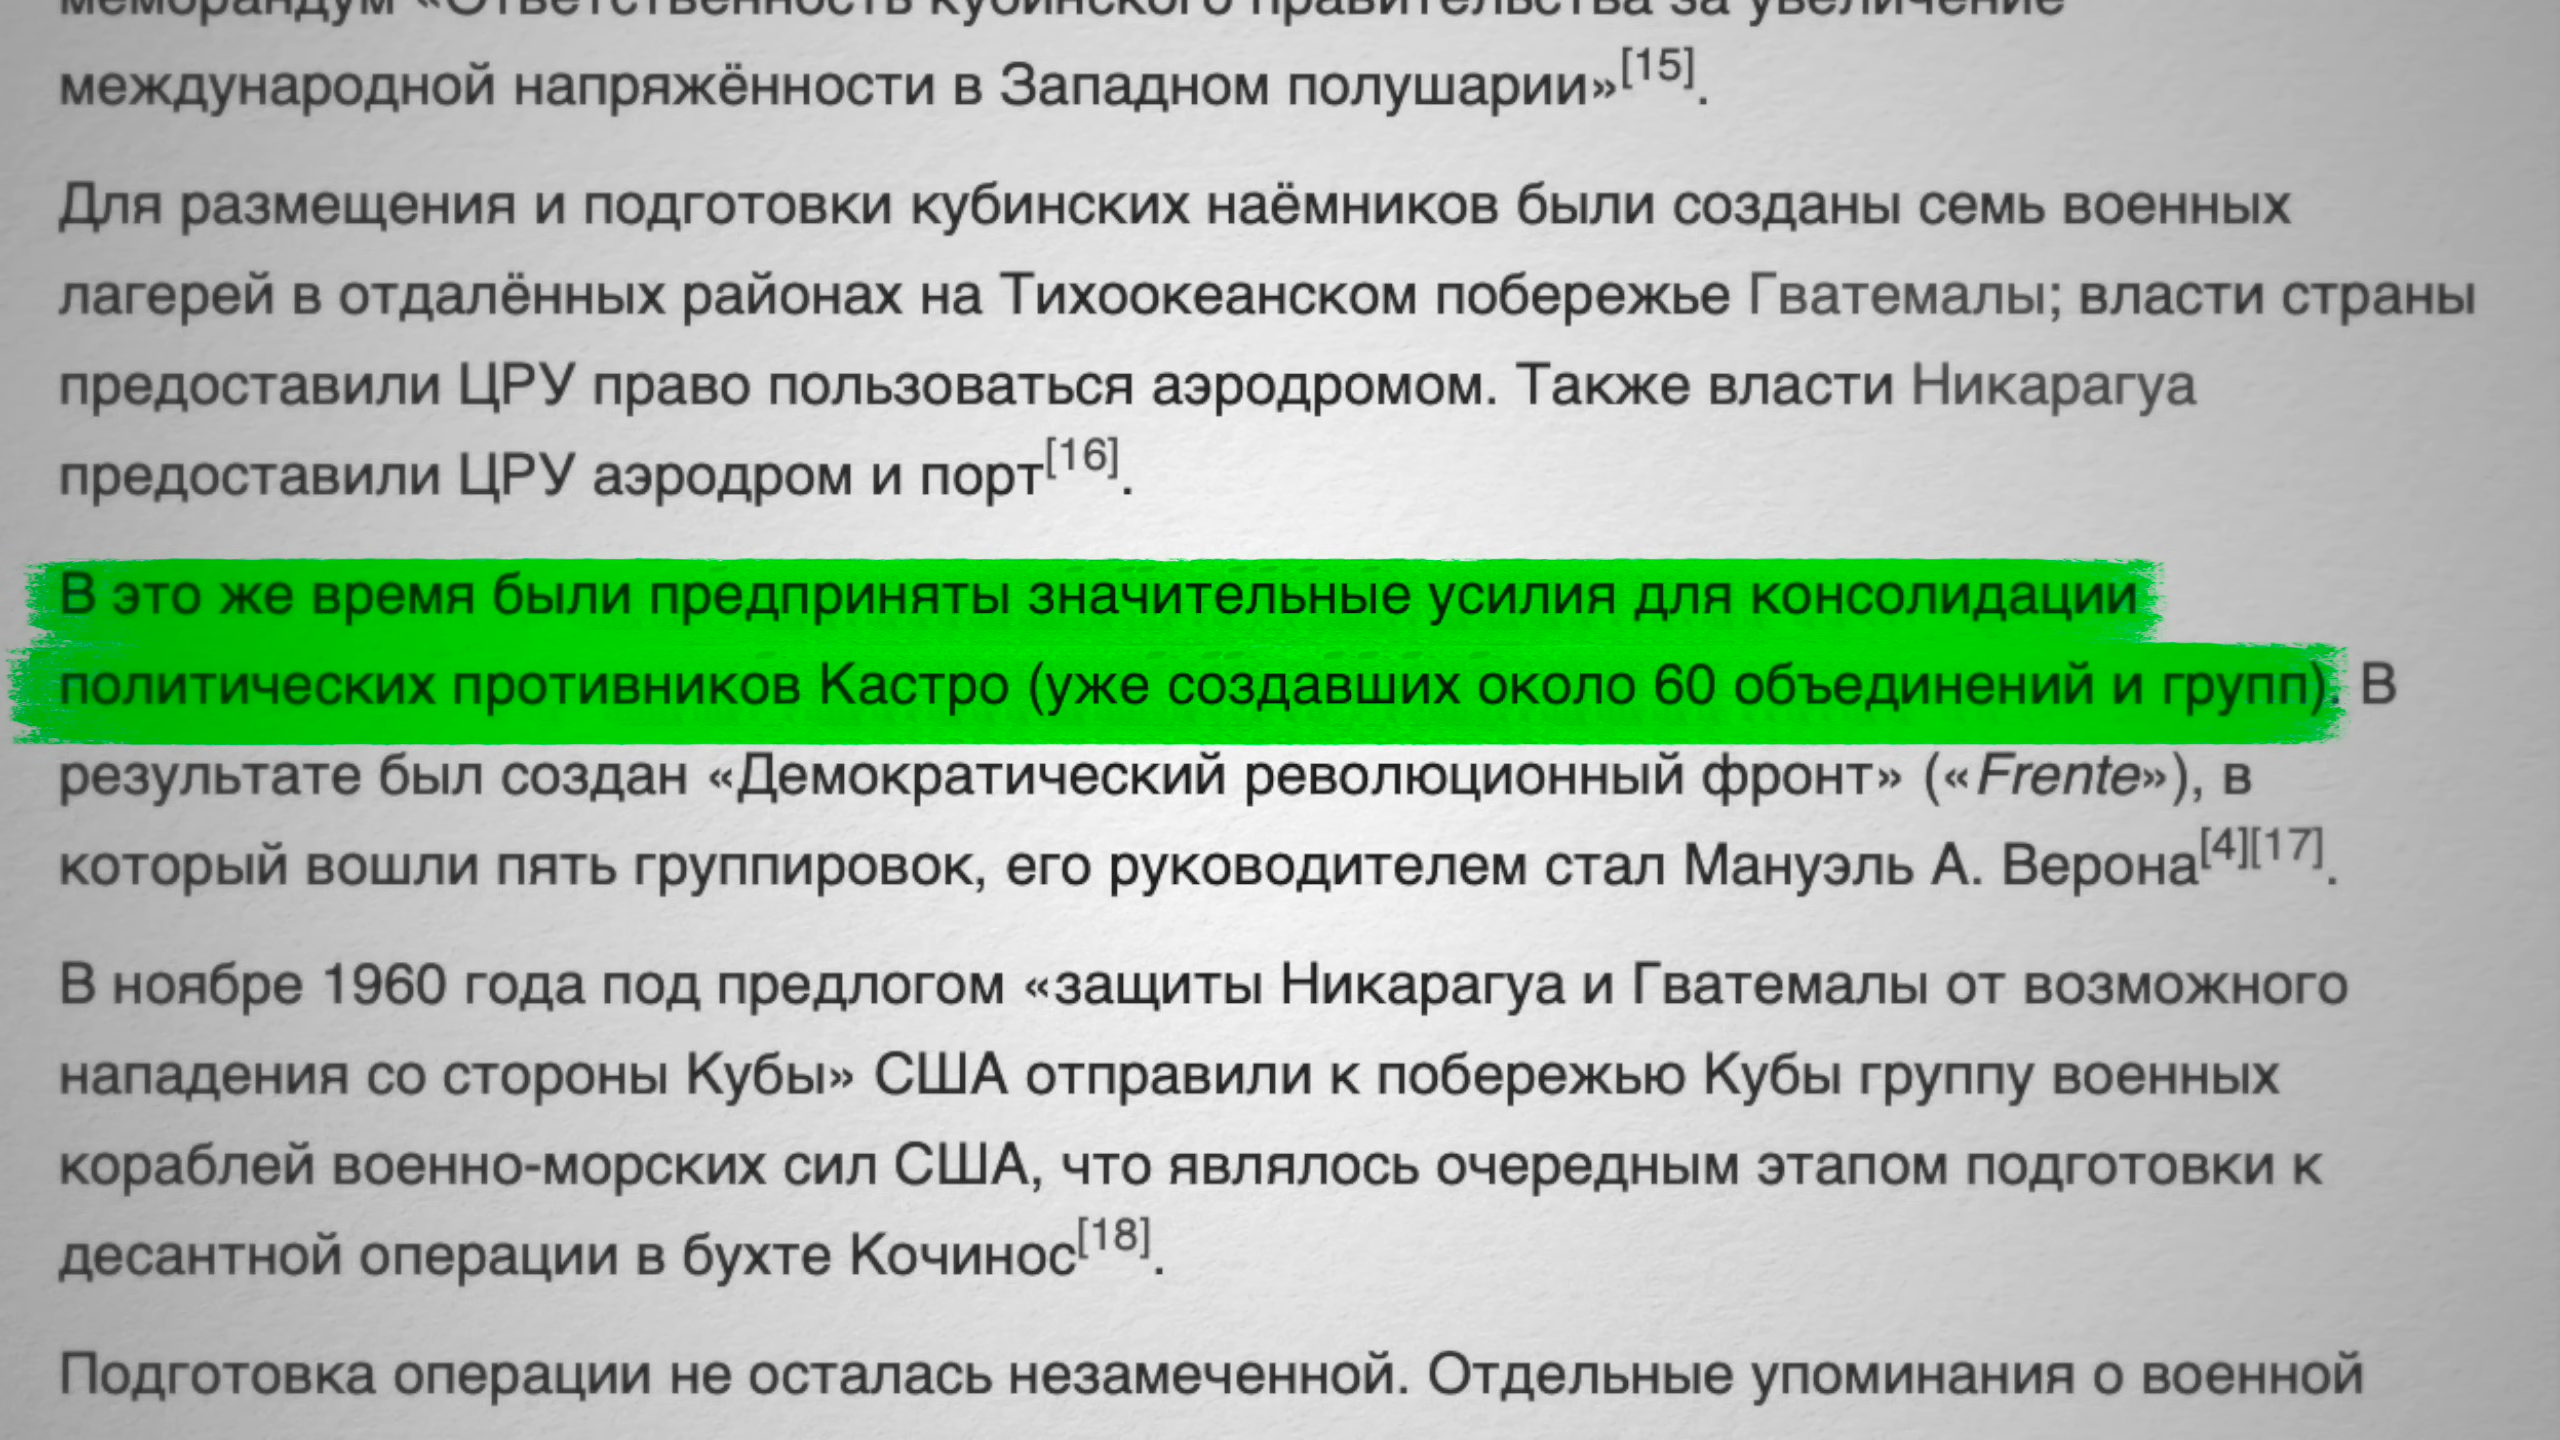 меморандум «Ответственность кубинского правительства за увеличение
международной напряжённости в Западном полушарии»[15].
Для размещения и подготовки кубинских наёмников были созданы семь военных
лагерей в отдалённых районах на Тихоокеанском побережье Гватемалы; власти страны
предоставили ЦРУ право пользоваться аэродромом. Также власти Никарагуа
предоставили ЦРУ аэродром и порт[16].
В это же время были предприняты значительные усилия для консолидации
политических противников Кастро (уже создавших около 60 объединений и групп). В
результате был создан «Демократический революционный фронт» («Frente»), в
который вошли пять группировок, его руководителем стал Мануэль А. Верона[4][17].
В ноябре 1960 года под предлогом «защиты Никарагуа и Гватемалы от возможного
нападения со стороны Кубы» США отправили к побережью Кубы группу военных
кораблей военно-морских сил США, что являлось очередным этапом подготовки к
десантной операции в бухте Кочинос[18].
Подготовка операции не осталась незамеченной. Отдельные упоминания о военной